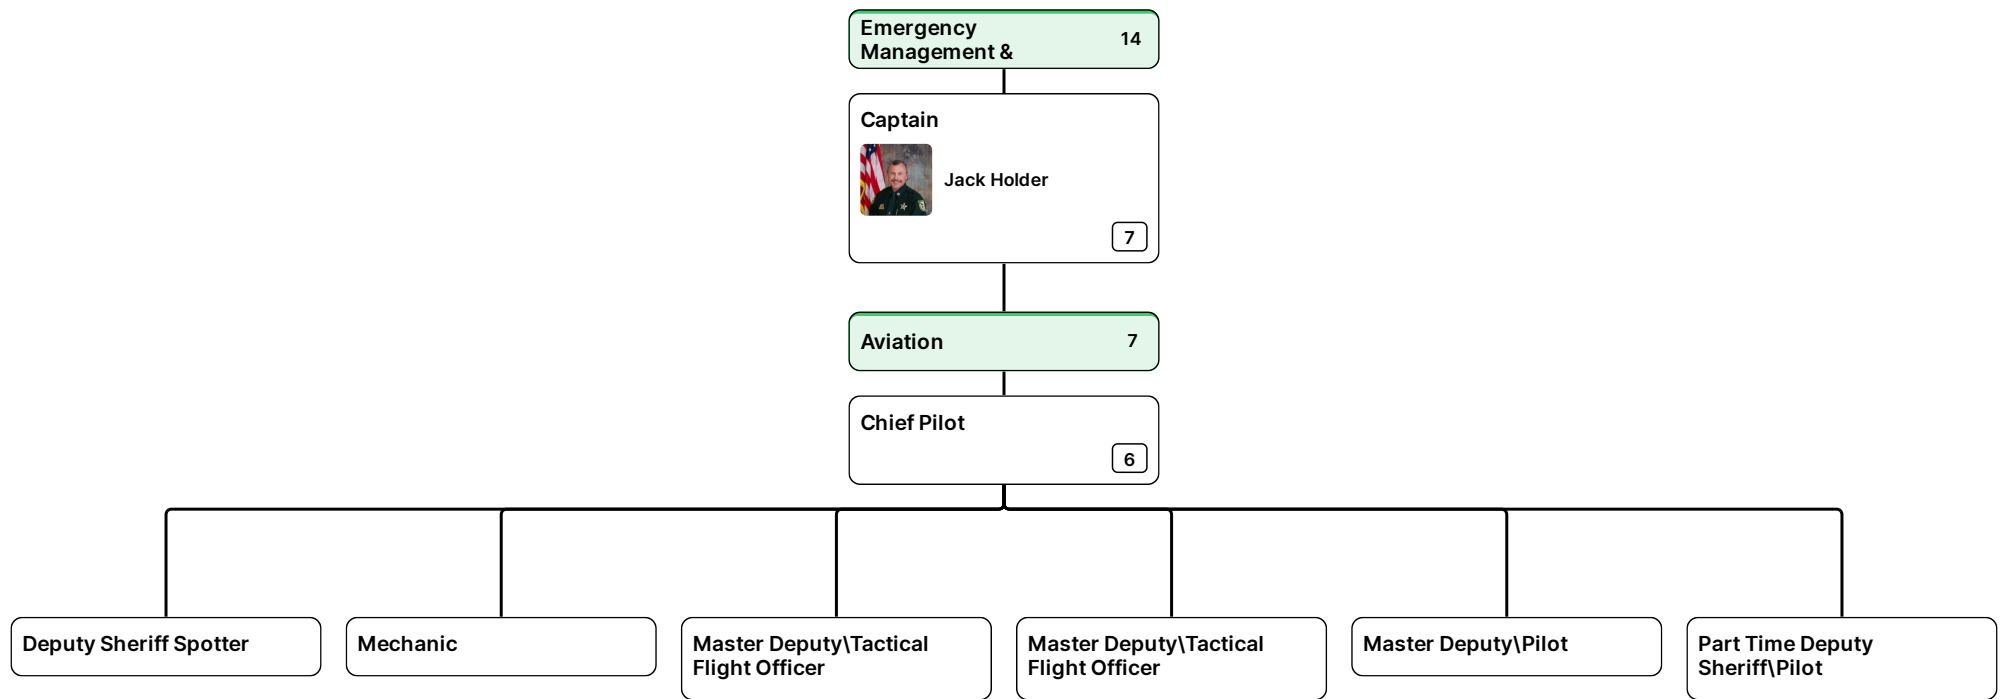 Emergency
Management &
14
Captain
Jack Holder
7
Aviation
7
Chief Pilot
6
Deputy Sheriff Spotter
Mechanic
Master Deputy\Tactical
Flight Officer
Master Deputy\Tactical
Flight Officer
Master Deputy\Pilot
Part Time Deputy
Sheriff\Pilot